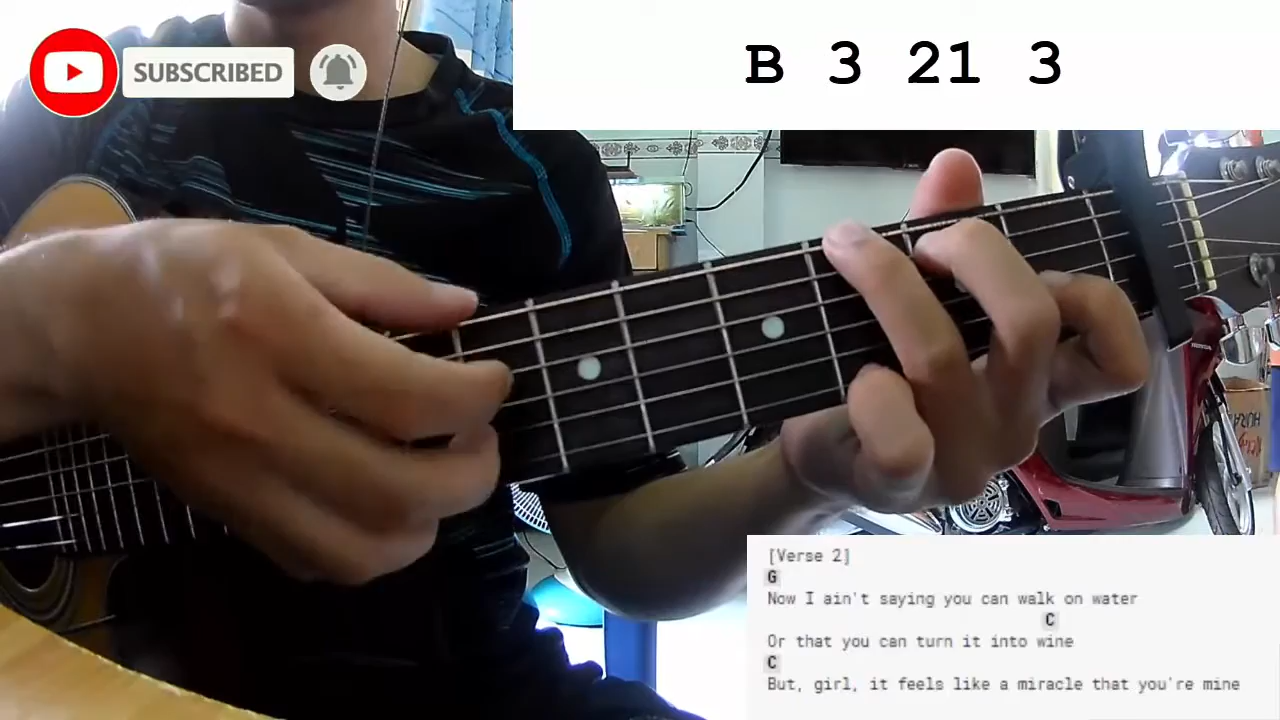 SUBSCRIBED
B 3 21 3
HONDA
[Verse 2]
G
Now I ain't saying you can walk on water
C
Or that you can turn it into wine
C
But, girl, it feels like a miracle that you're mine